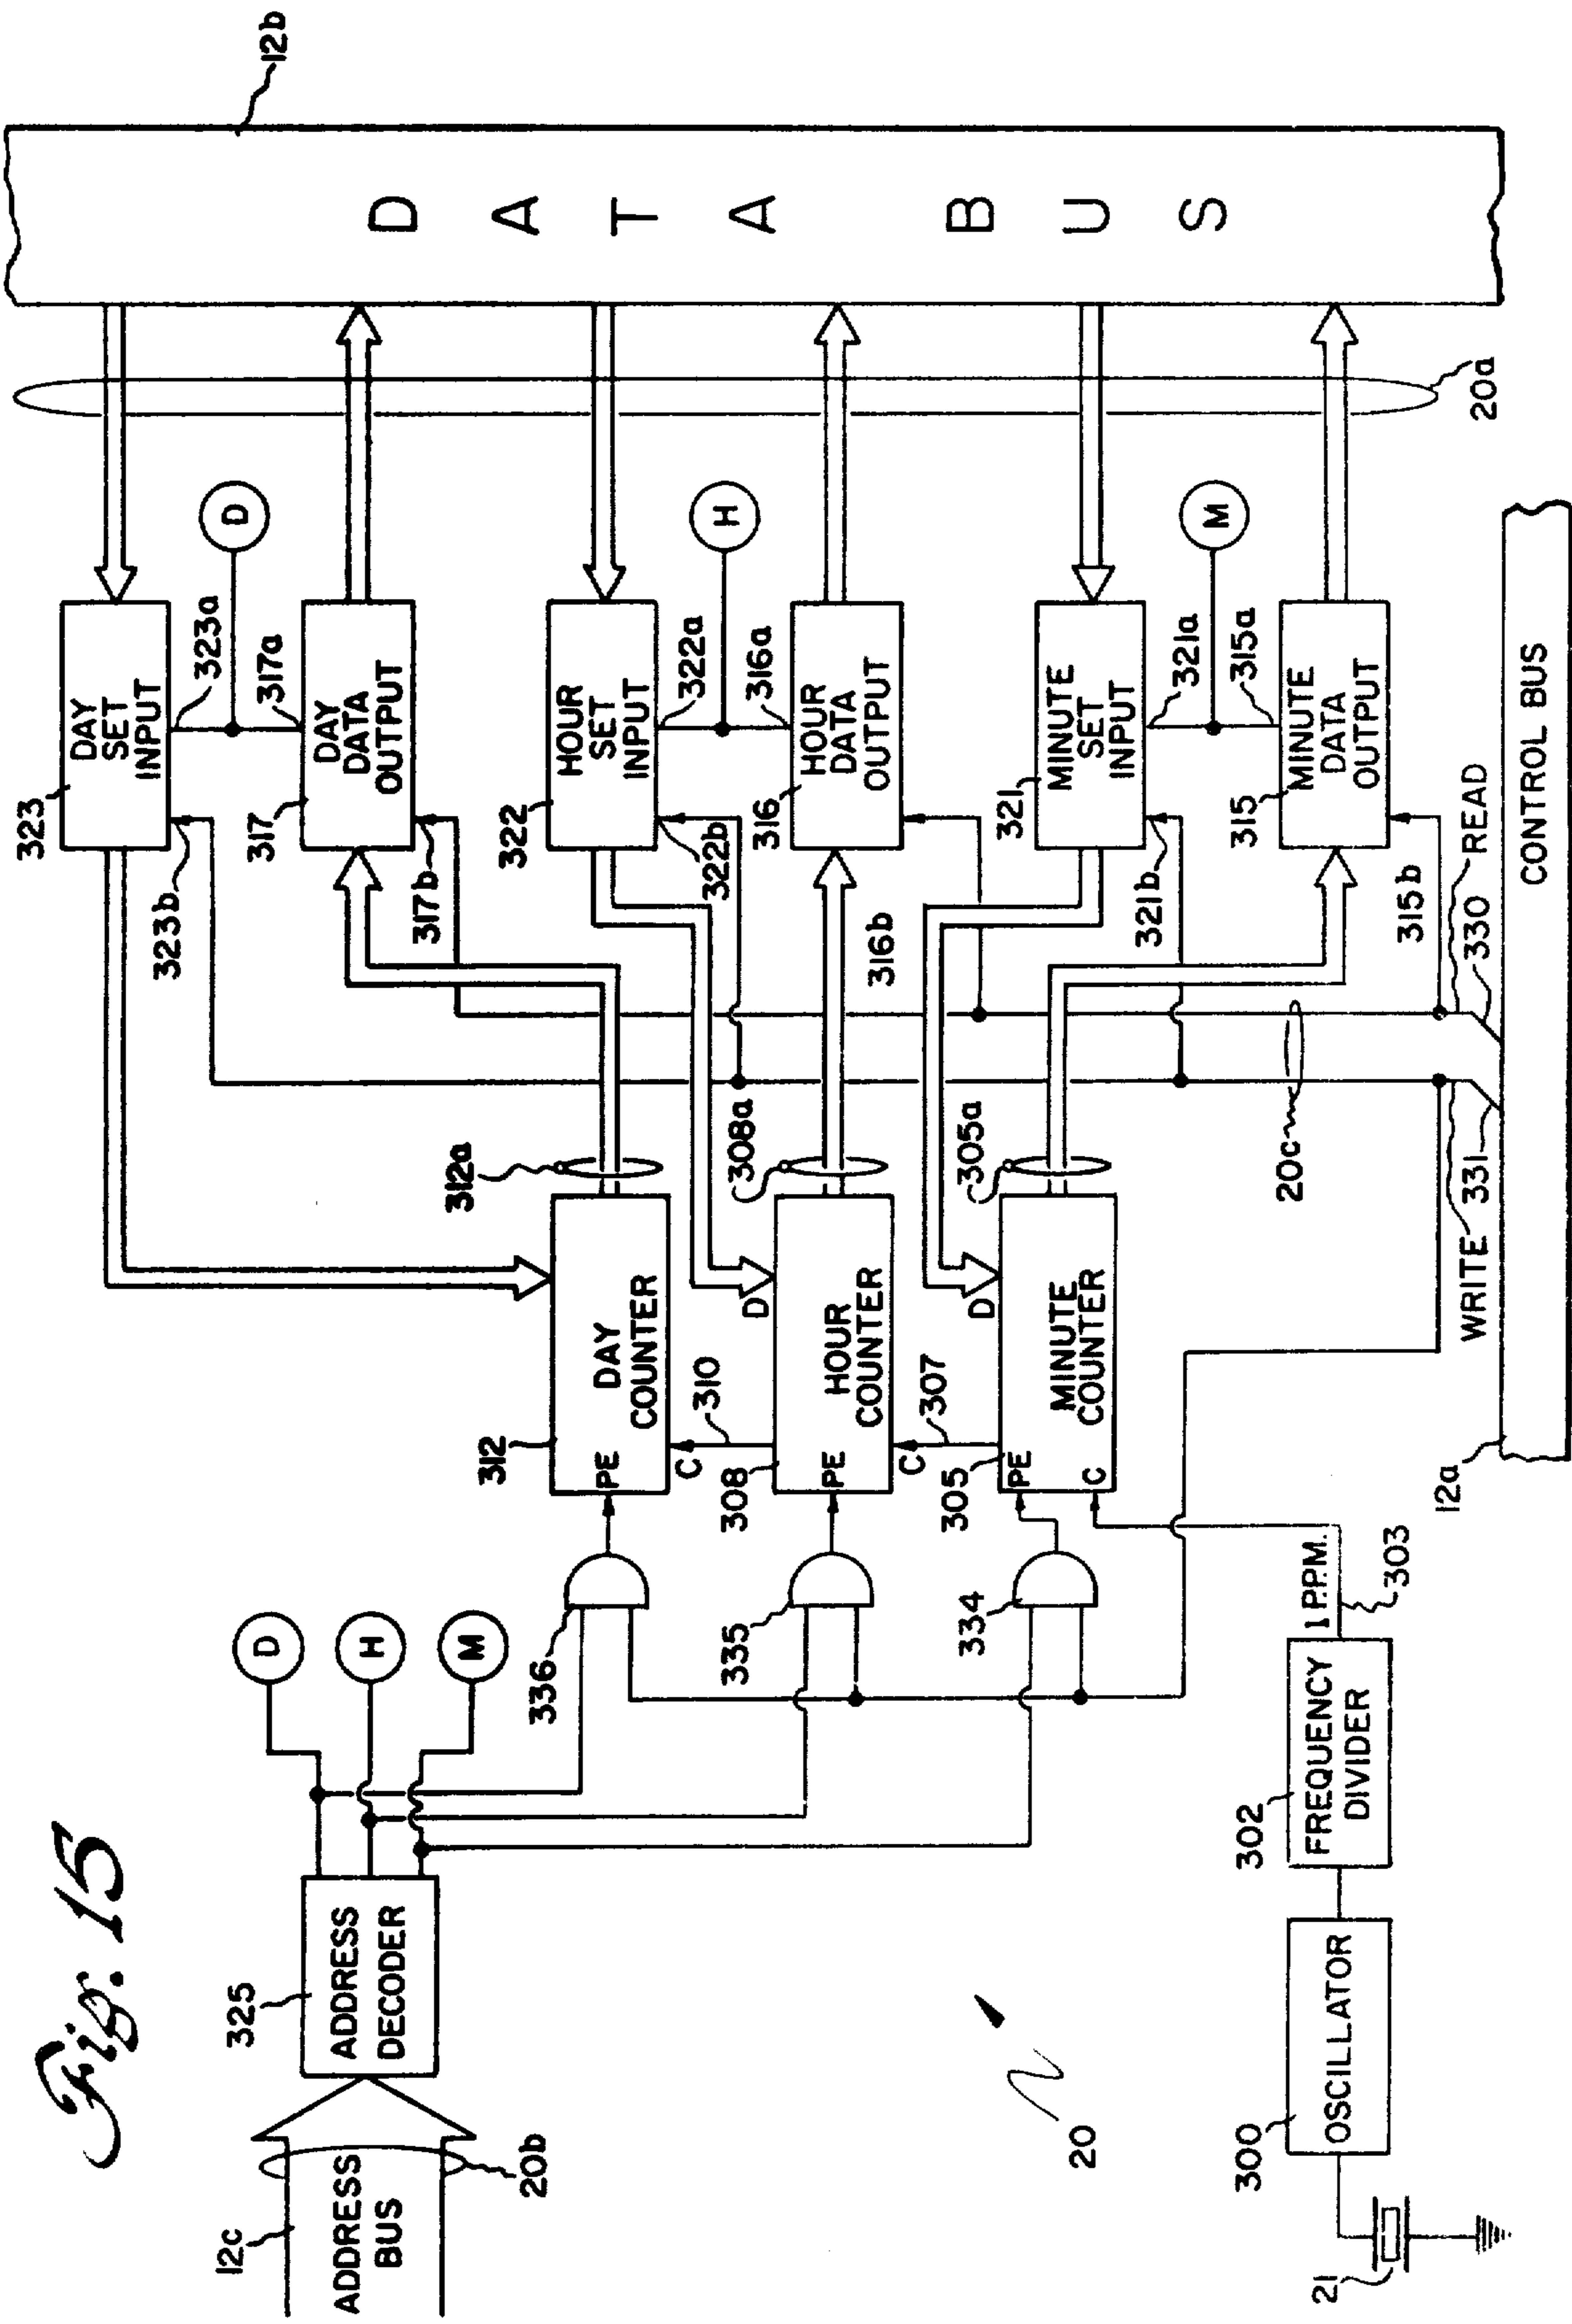 Fig. 15
12b
DATA BUS
20a
323
DAY
SET
INPUT
323a
323b
D
317
DAY
DATA
OUTPUT
317a
317b
322
HOUR
SET
INPUT
322a
322b
H
316
HOUR
DATA
OUTPUT
316a
316b
321
MINUTE
SET
INPUT
321a
321b
M
315
MINUTE
DATA
OUTPUT
315a
315b
READ
330
WRITE
331
20c
CONTROL BUS
12a
312
DAY
COUNTER
PE
C
312a
310
308
HOUR
COUNTER
PE
D
C
308a
307
305
MINUTE
COUNTER
PE
C
D
305a
336
335
334
D
H
M
325
ADDRESS
DECODER
12c
ADDRESS
BUS
20b
20
1 P.P.M.
303
302
FREQUENCY
DIVIDER
300
OSCILLATOR
21